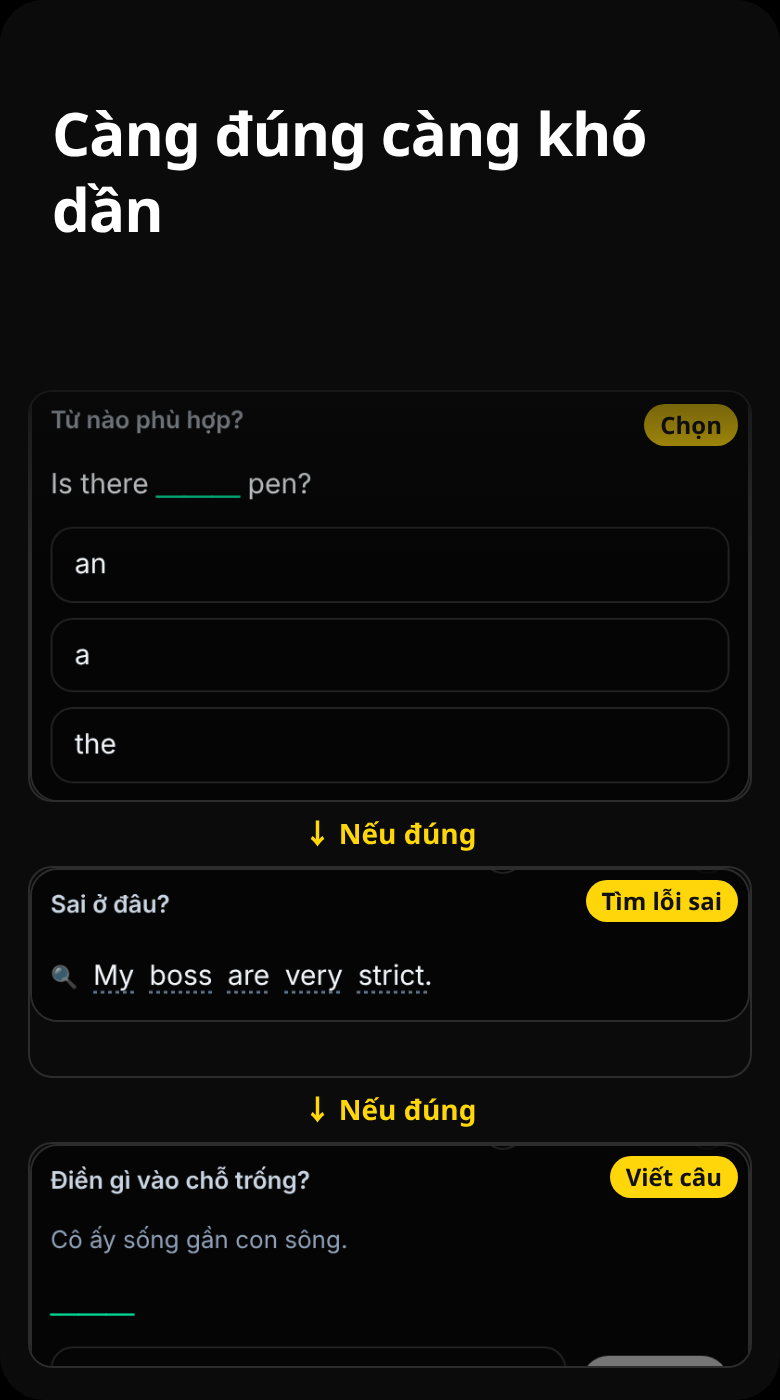 Càng đúng càng khó
dần
Từ nào phù hợp?
Chọn
Is there ______ pen?
an
a
the
↓ Nếu đúng
Sai ở đâu?
Tìm lỗi sai
My boss are very strict.
↓ Nếu đúng
Điền gì vào chỗ trống?
Viết câu
Cô ấy sống gần con sông.
______